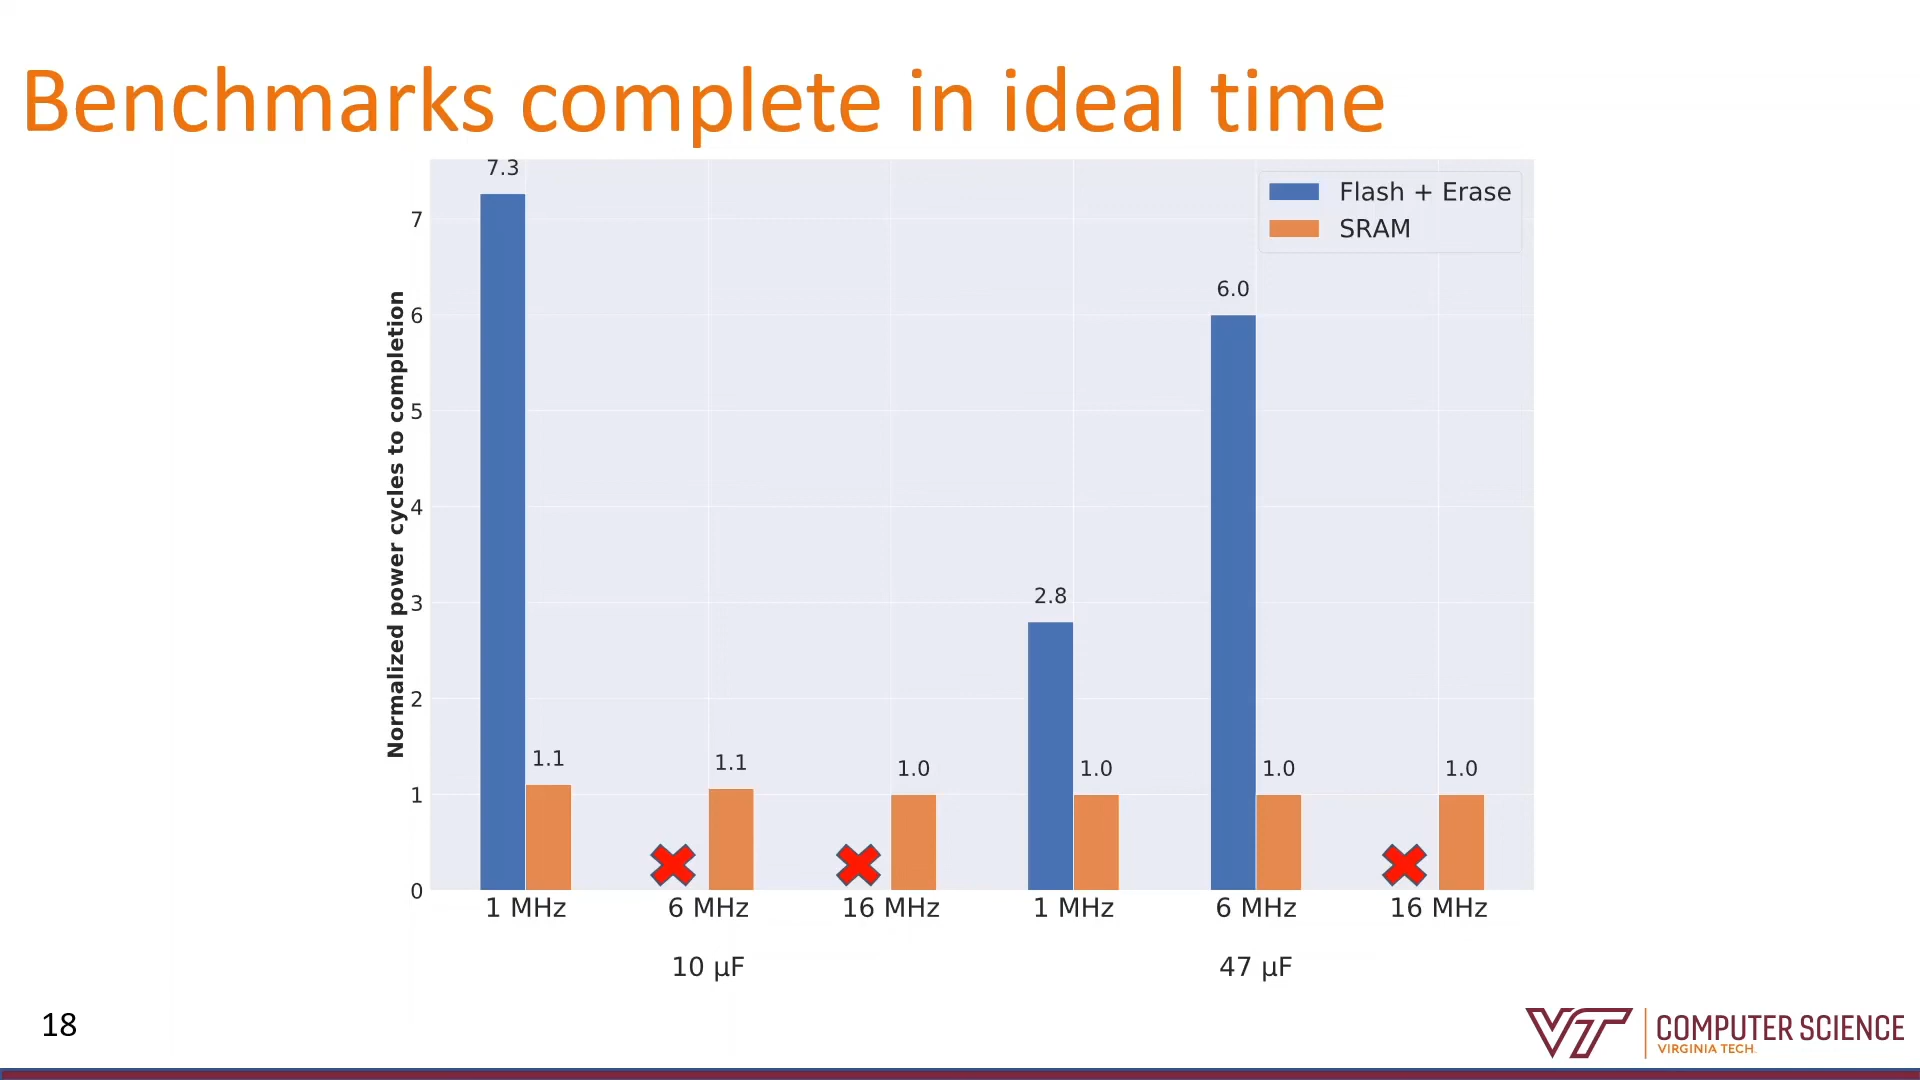 Benchmarks complete in ideal time
7.3
Flash + Erase
SRAM
7
6
5
4
3
2
1
0
Normalized power cycles to completion
6.0
2.8
1.1
1.1
1.0
1.0
1.0
1.0
1 MHz
6 MHz
16 MHz
1 MHz
6 MHz
16 MHz
10 μF
47 μF
18
VT
COMPUTER SCIENCE
VIRGINIA TECH.